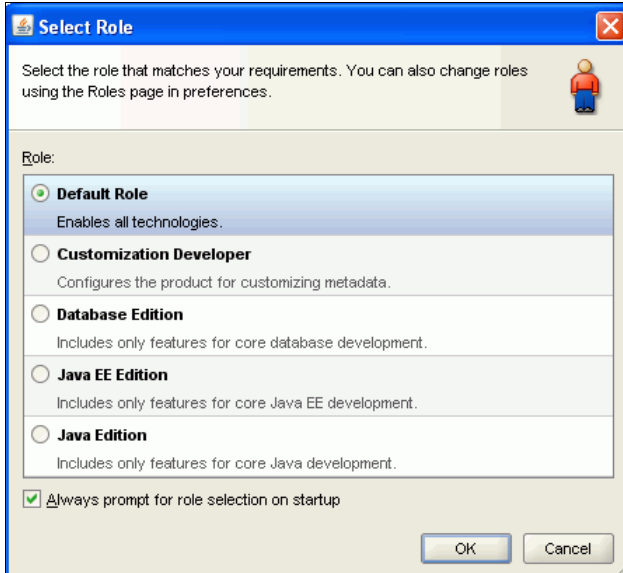 Select Role
Select the role that matches your requirements. You can also change roles
using the Roles page in preferences.
Role:
Default Role
Enables all technologies.
Customization Developer
Configures the product for customizing metadata.
Database Edition
Includes only features for core database development.
Java EE Edition
Includes only features for core Java EE development.
Java Edition
Includes only features for core Java development.
Always prompt for role selection on startup
OK Cancel